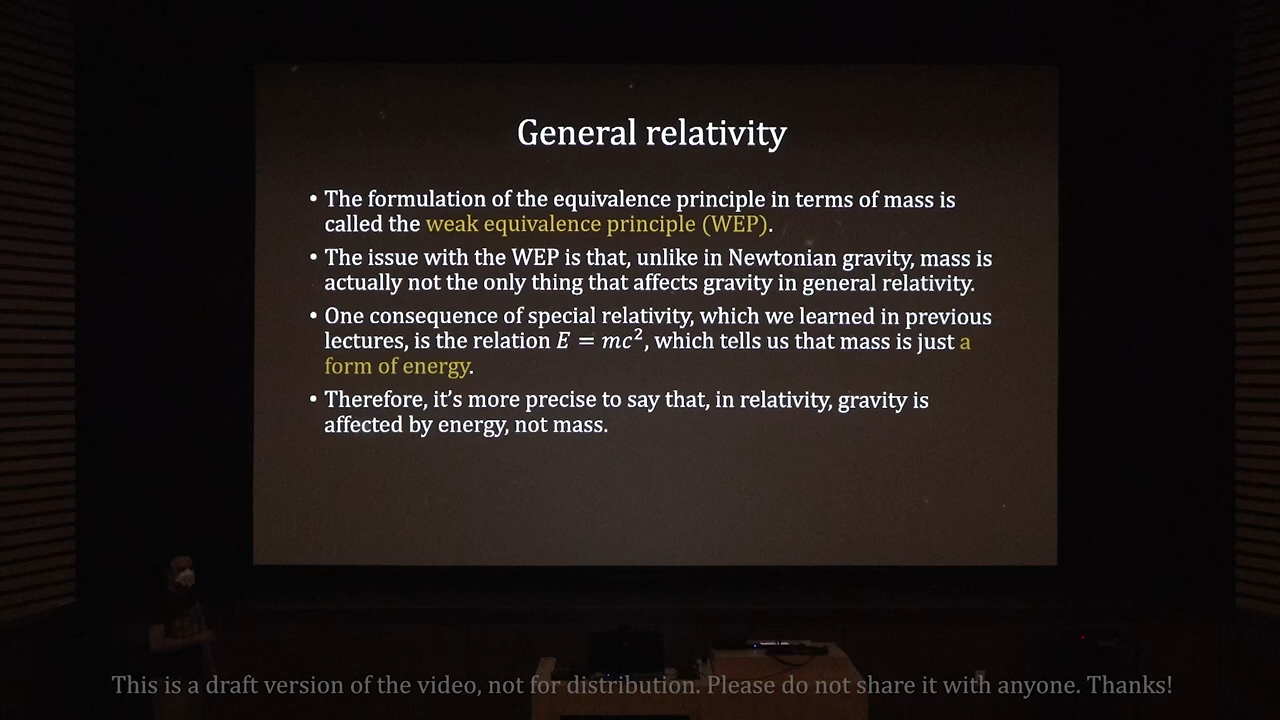 General relativity
• The formulation of the equivalence principle in terms of mass is
called the weak equivalence principle (WEP).
• The issue with the WEP is that, unlike in Newtonian gravity, mass is
actually not the only thing that affects gravity in general relativity.
• One consequence of special relativity, which we learned in previous
lectures, is the relation E = mc², which tells us that mass is just a
form of energy.
• Therefore, it's more precise to say that, in relativity, gravity is
affected by energy, not mass.
This is a draft version of the video, not for distribution. Please do not share it with anyone. Thanks!